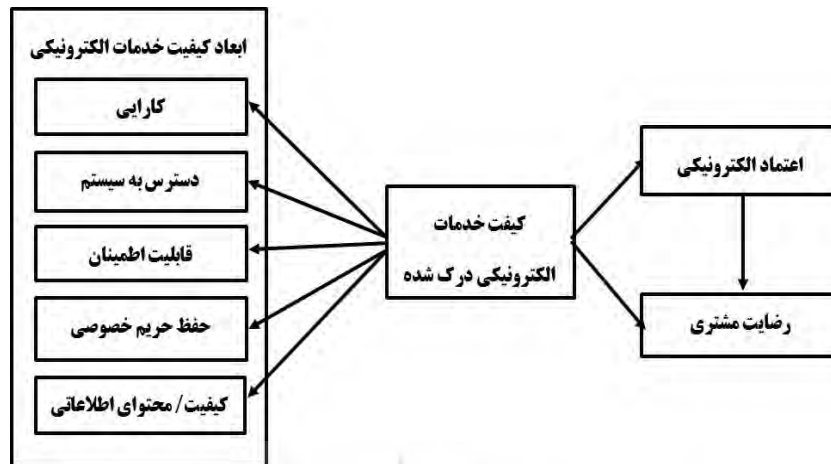 ابعاد کیفیت خدمات الکترونیکی
کارایی
دسترس به سیستم
قابلیت اطمینان
حفظ حریم خصوصی
کیفیت/ محتوای اطلاعاتی
کیفت خدمات
الکترونیکی درک شده
اعتماد الکترونیکی
رضایت مشتری